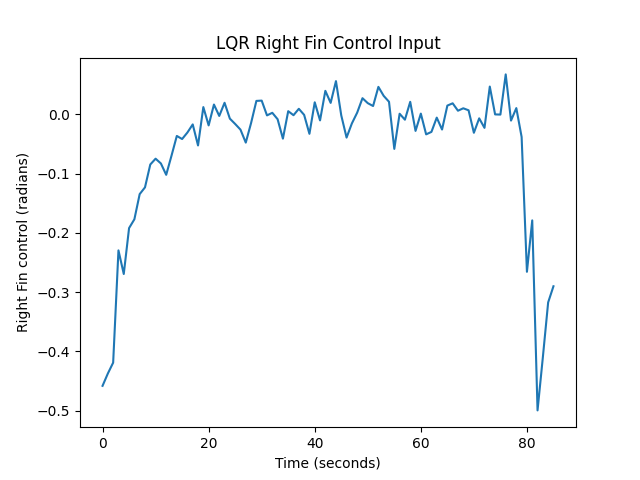 LQR Right Fin Control Input
Right Fin control (radians)
0.0
−0.1
−0.2
−0.3
−0.4
−0.5
0 20 40 60 80
Time (seconds)